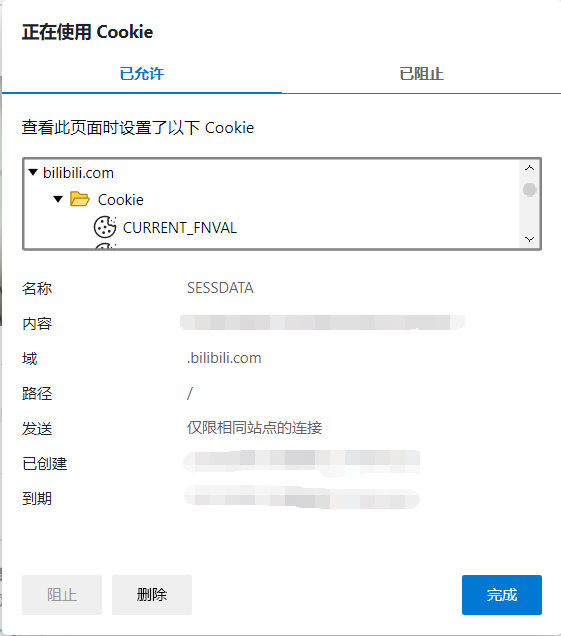 正在使用 Cookie
已允许
已阻止
查看此页面时设置了以下 Cookie
bilibili.com
Cookie
CURRENT_FNVAL
名称 SESSDATA
内容
域 .bilibili.com
路径 /
发送 仅限相同站点的连接
已创建
到期
阻止 删除 完成